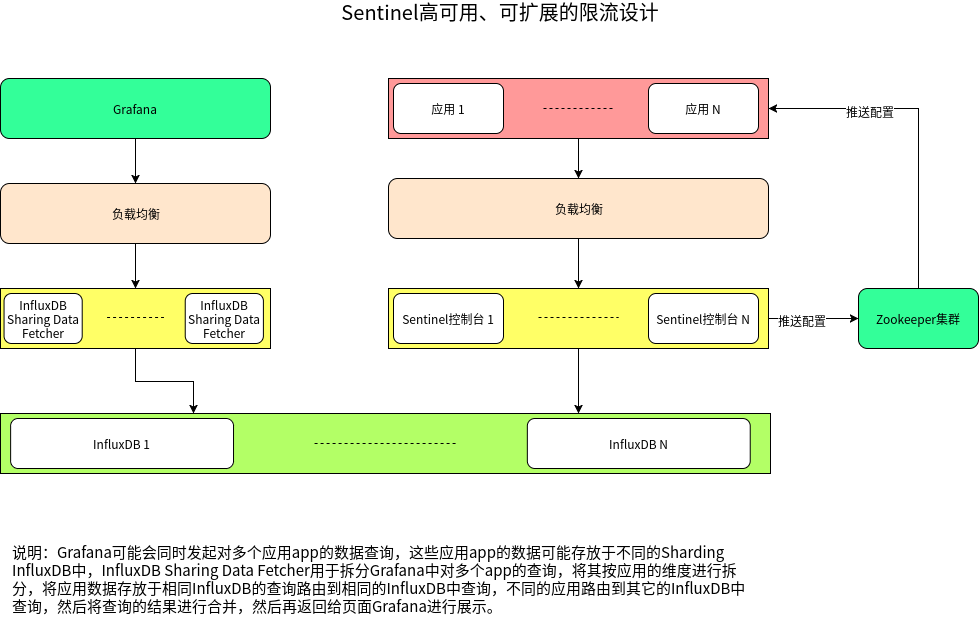 Sentinel高可用、可扩展的限流设计
Grafana
应用 1
应用 N
推送配置
负载均衡
负载均衡
InfluxDB
Sharing Data
Fetcher
InfluxDB
Sharing Data
Fetcher
Sentinel控制台 1
Sentinel控制台 N
推送配置
Zookeeper集群
InfluxDB 1
InfluxDB N
说明：Grafana可能会同时发起对多个应用app的数据查询，这些应用app的数据可能存放于不同的Sharding
InfluxDB中，InfluxDB Sharing Data Fetcher用于拆分Grafana中对多个app的查询，将其按应用的维度进行拆
分，将应用数据存放于相同InfluxDB的查询路由到相同的InfluxDB中查询，不同的应用路由到其它的InfluxDB中
查询，然后将查询的结果进行合并，然后再返回给页面Grafana进行展示。